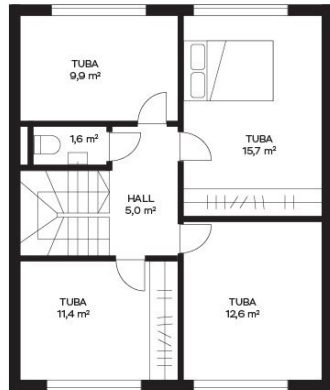 TUBA
9,9 m²
1,6 m²
TUBA
15,7 m²
HALL
5,0 m²
TUBA
11,4 m²
TUBA
12,6 m²